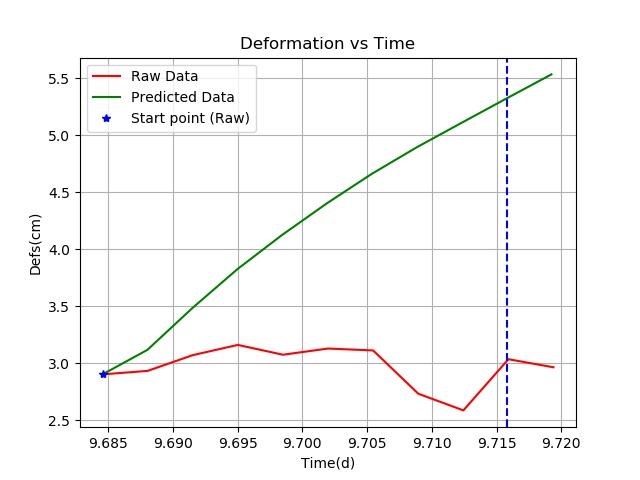 Deformation vs Time
Raw Data
Predicted Data
Start point (Raw)
Defs(cm)
5.5
5.0
4.5
4.0
3.5
3.0
2.5
9.685 9.690 9.695 9.700 9.705 9.710 9.715 9.720
Time(d)